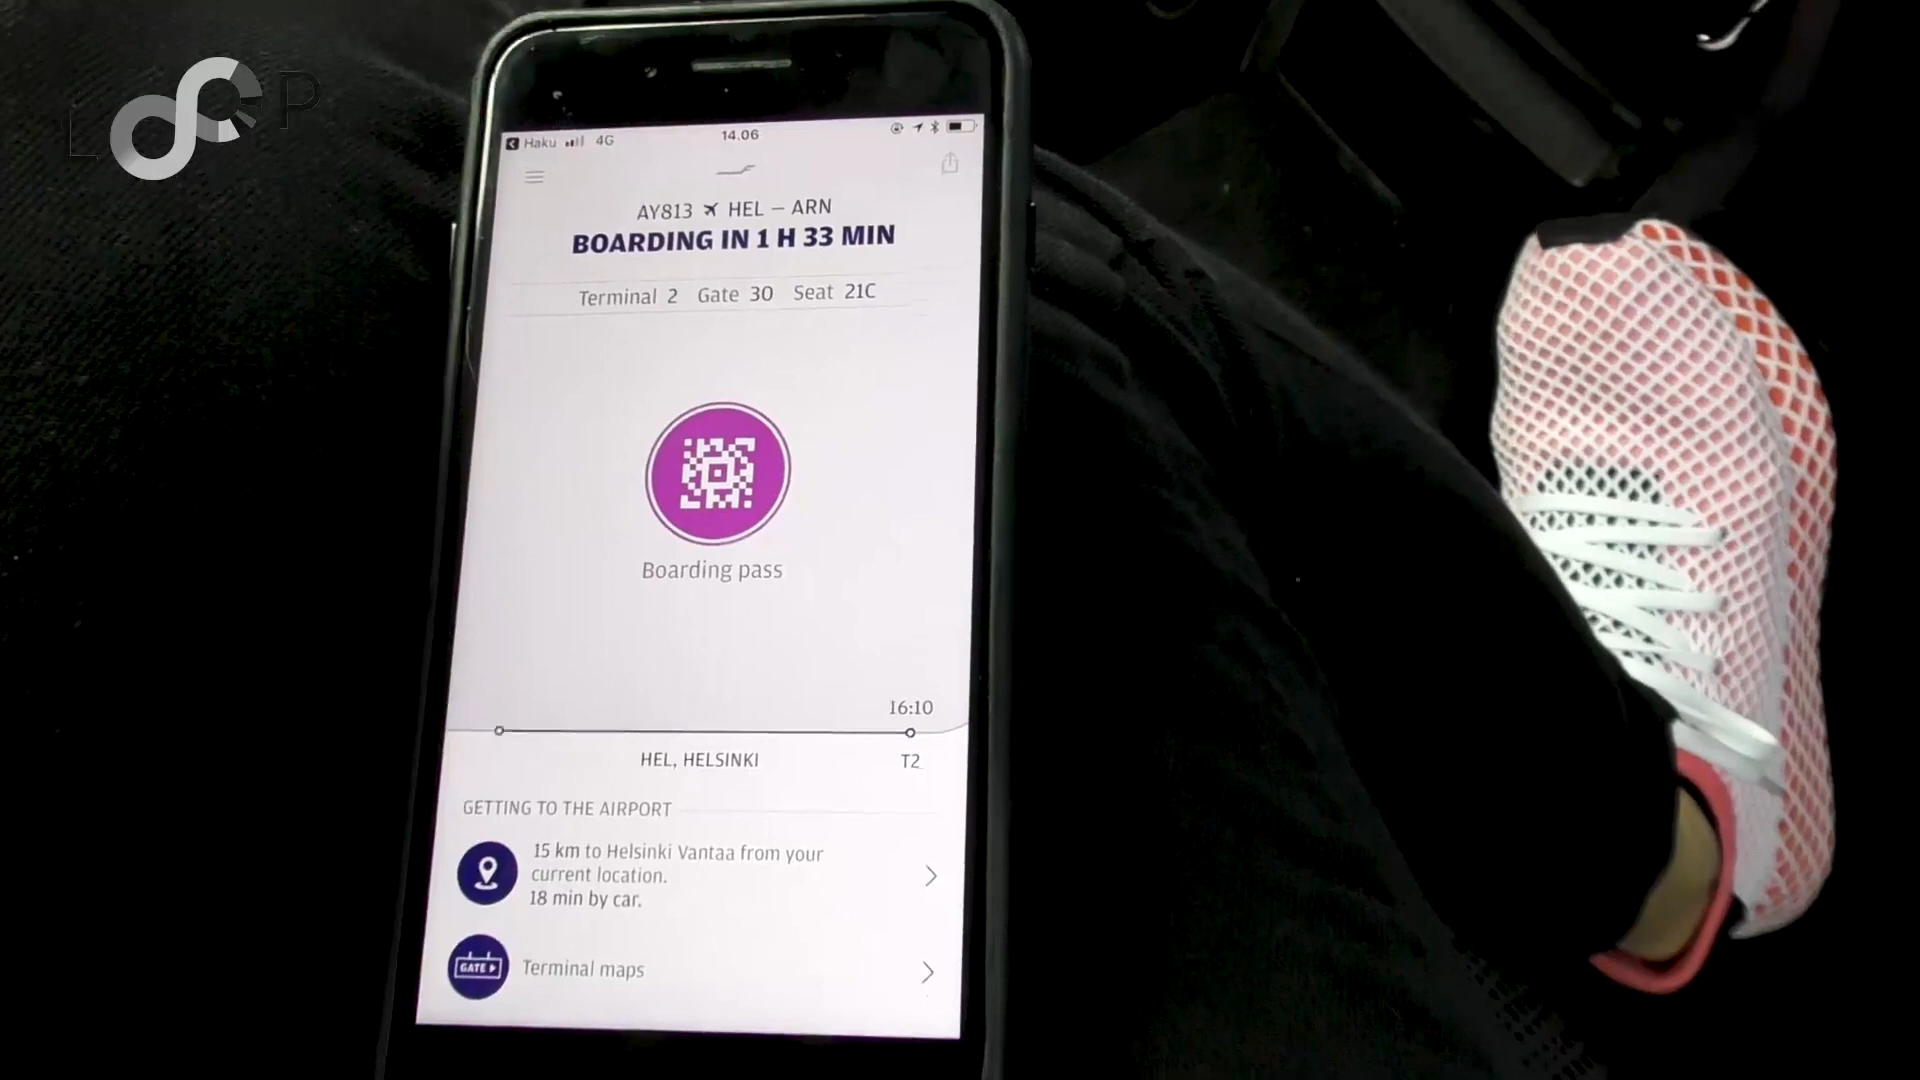 LOOP
Haku 4G 14.06
AY813 HEL – ARN
BOARDING IN 1 H 33 MIN
Terminal 2 Gate 30 Seat 21C
Boarding pass
16:10
HEL, HELSINKI T2
GETTING TO THE AIRPORT
15 km to Helsinki Vantaa from your
current location.
18 min by car.
GATE
Terminal maps